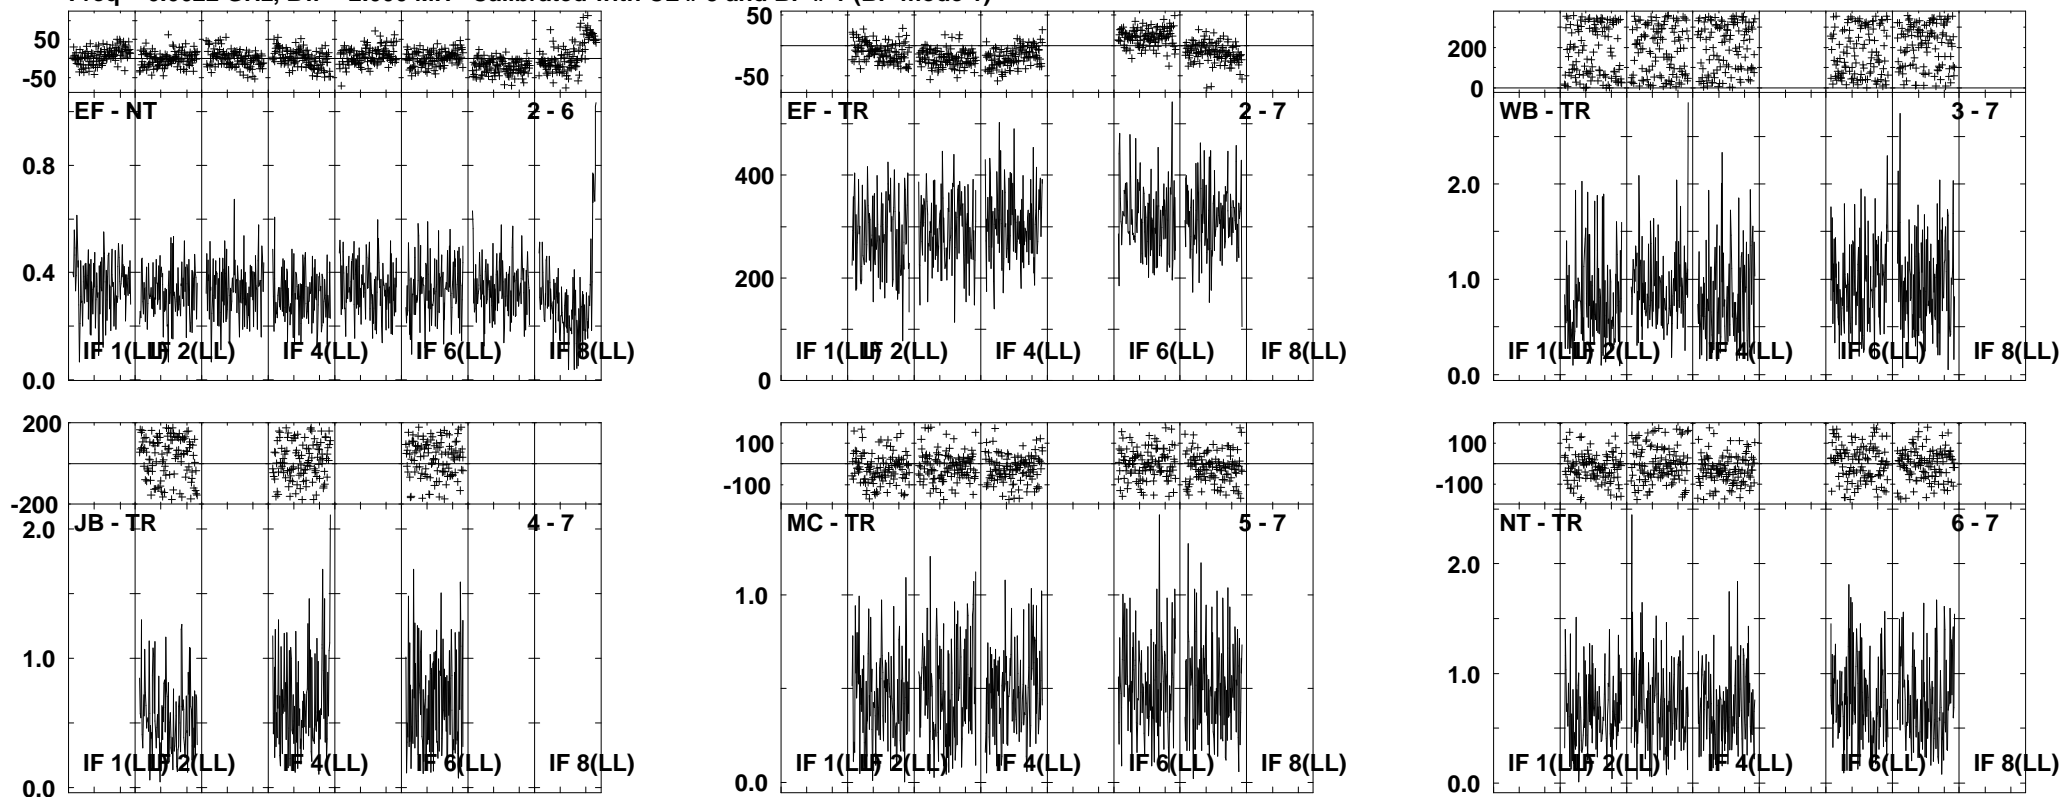 50
-50
EF - NT 2 - 6
0.8
0.4
0.0
IF 1(LL) IF 2(LL) IF 4(LL) IF 6(LL) IF 8(LL)
50
-50
EF - TR 2 - 7
400
200
0
IF 1(LL) IF 2(LL) IF 4(LL) IF 6(LL) IF 8(LL)
200
0
WB - TR 3 - 7
2.0
1.0
0.0
IF 1(LL) IF 2(LL) IF 4(LL) IF 6(LL) IF 8(LL)
200
-200
JB - TR 4 - 7
2.0
1.0
0.0
IF 1(LL) IF 2(LL) IF 4(LL) IF 6(LL) IF 8(LL)
100
-100
MC - TR 5 - 7
1.0
0.0
IF 1(LL) IF 2(LL) IF 4(LL) IF 6(LL) IF 8(LL)
100
-100
NT - TR 6 - 7
2.0
1.0
0.0
IF 1(LL) IF 2(LL) IF 4(LL) IF 6(LL) IF 8(LL)